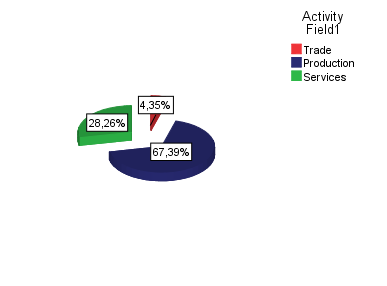 Activity
Field1
Trade
Production
Services
4,35%
28,26%
67,39%